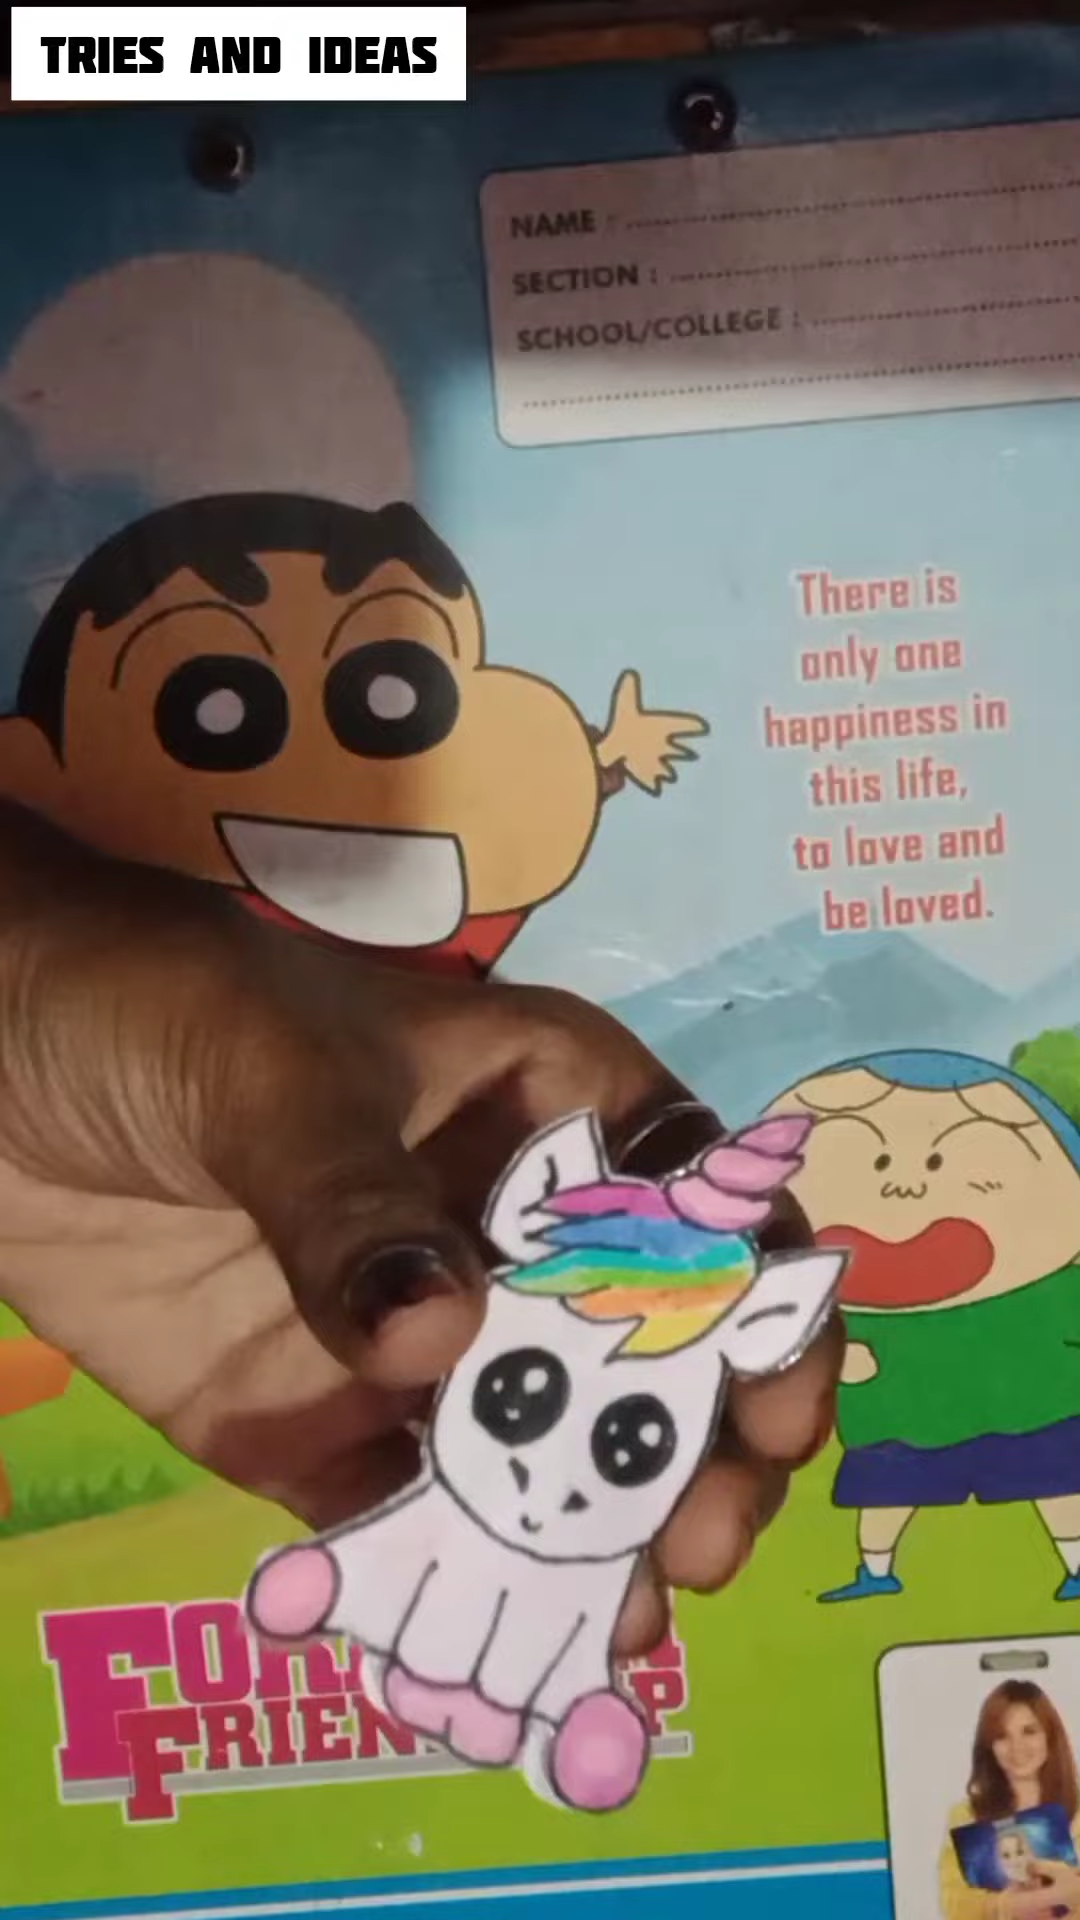 TRIES AND IDEAS
NAME :
SECTION :
SCHOOL/COLLEGE :
There is
only one
happiness in
this life,
to love and
be loved.